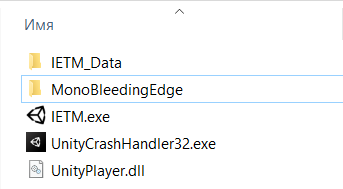 Имя
IETM_Data
MonoBleedingEdge
IETM.exe
UnityCrashHandler32.exe
UnityPlayer.dll